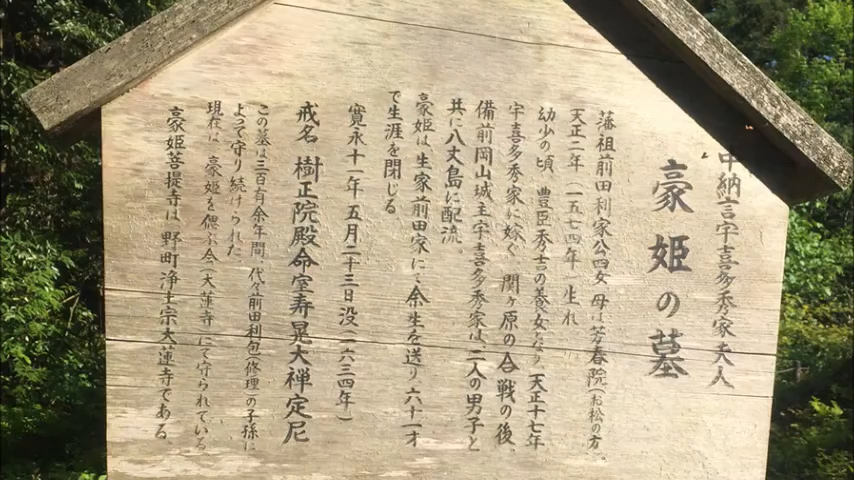 中納言宇喜多秀家夫人
豪姫の墓
藩祖前田利家公四女 母は芳春院(お松の方)
天正二年(一五七四年)生れ
幼少の頃 豊臣秀吉の養女となり天正十七年
宇喜多秀家に嫁ぐ 関ヶ原の合戦の後
備前岡山城主宇喜多秀家は、二人の男子と
共に八丈島に配流。
豪姫は生家前田家にて余生を送り六十一才
で生涯を閉じる
寛永十一年五月二十三日没(一六三四年)
戒名 樹正院殿命室寿晃大禅定尼
この墓は三百有余年間、代々前田利包(修理)の子孫に
よって守り続けられた
現在は 豪姫を偲ぶ会(大蓮寺)にて守られている
豪姫菩提寺は 野町浄土宗大蓮寺である